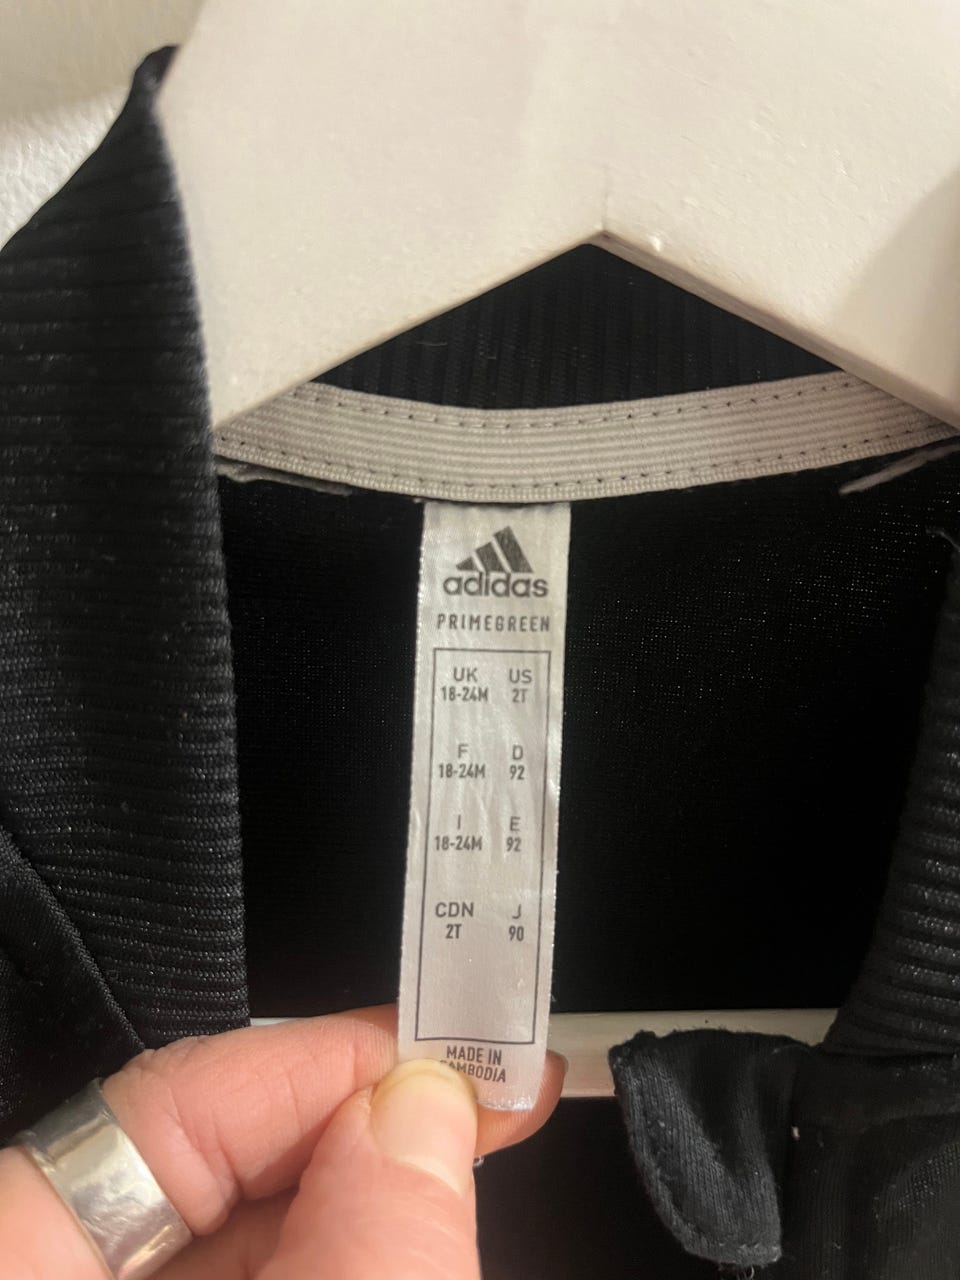 adidas
PRIMEGREEN
UK US
18-24M 2T
F D
18-24M 92
I E
18-24M 92
CDN J
2T 90
MADE IN
CAMBODIA